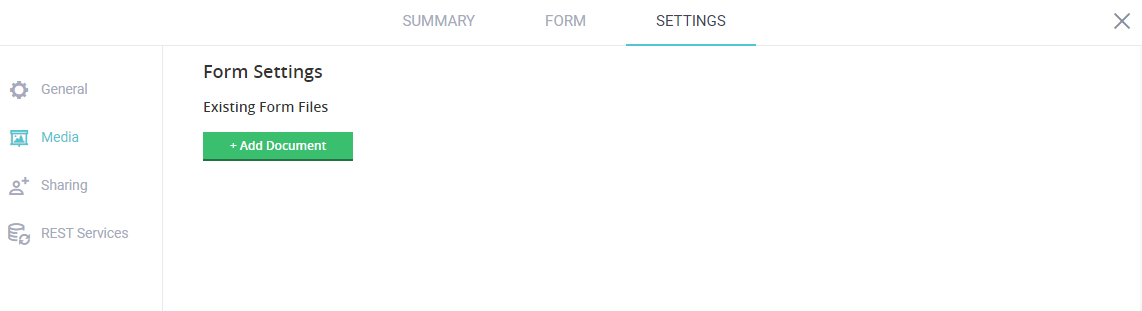 SUMMARY FORM SETTINGS
General
Media
Sharing
REST Services
Form Settings
Existing Form Files
+ Add Document